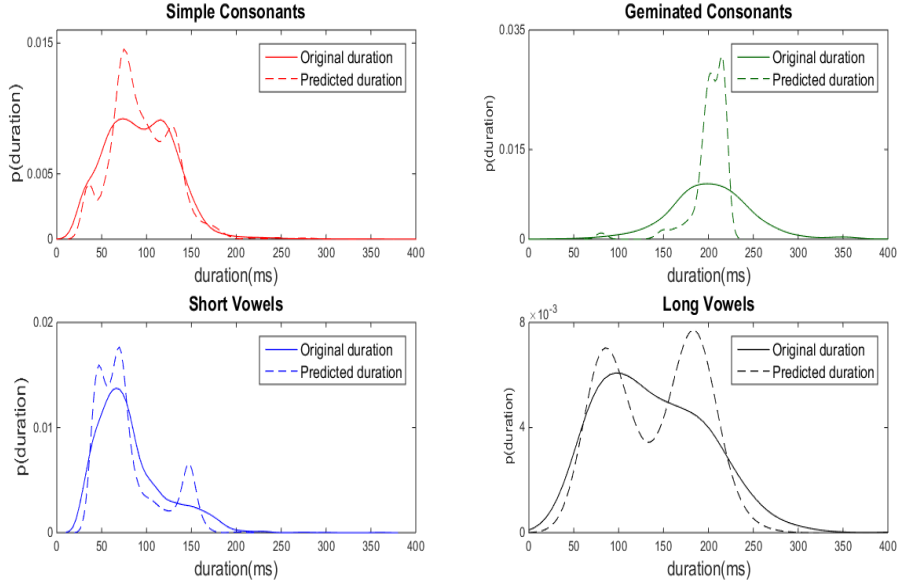 Simple Consonants
0.015
0.005
0
p(duration)
Original duration
Predicted duration
0 50 100 150 200 250 300 350 400
duration(ms)
Geminated Consonants
0.035
0.015
0
p(duration)
Original duration
Predicted duration
0 50 100 150 200 250 300 350 400
duration(ms)
Short Vowels
0.02
0.01
0
p(duration)
Original duration
Predicted duration
0 50 100 150 200 250 300 350 400
duration(ms)
Long Vowels
×10⁻³
8
4
0
p(duration)
Original duration
Predicted duration
0 50 100 150 200 250 300 350 400
duration(ms)